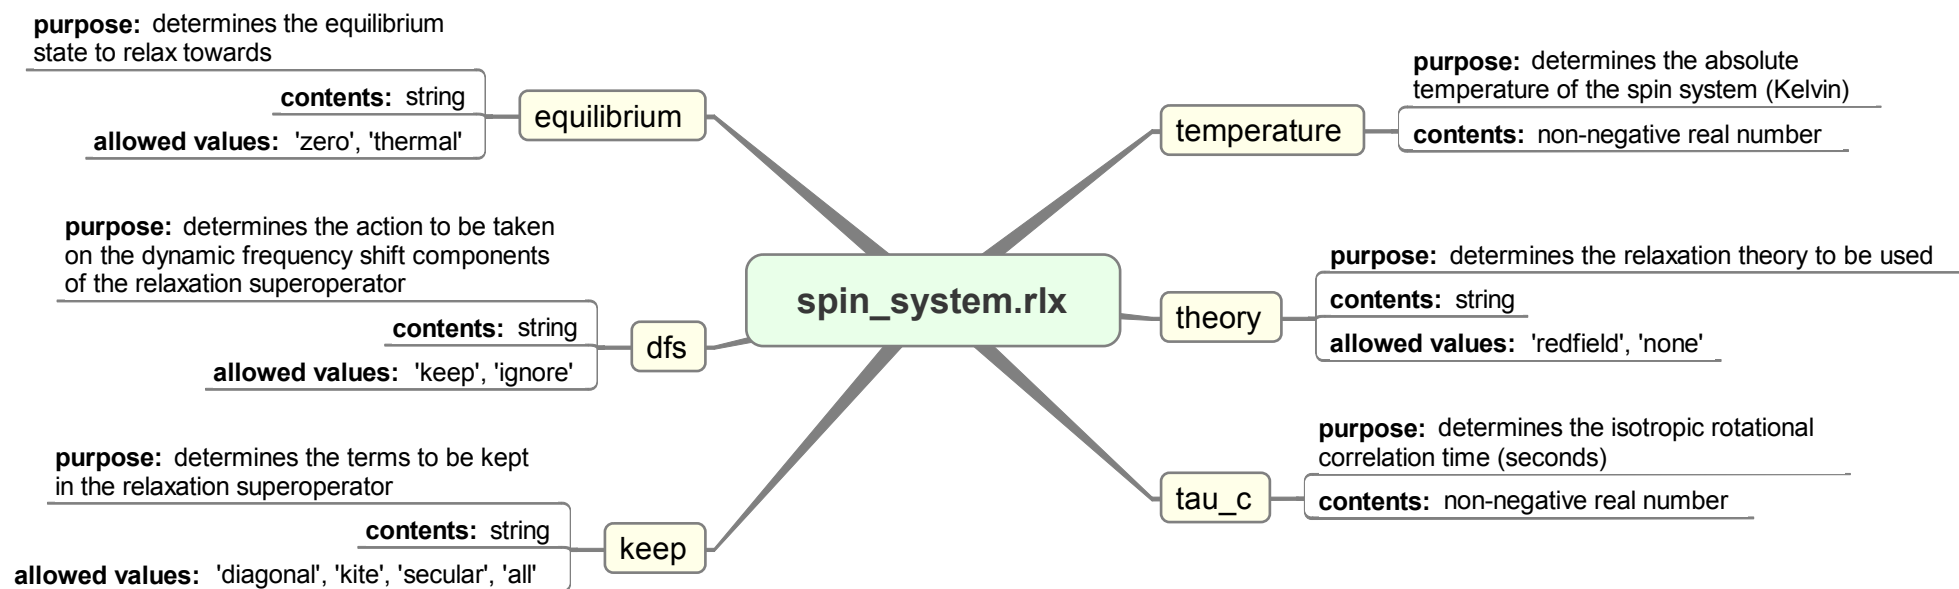 purpose: determines the equilibrium
state to relax towards
contents: string
allowed values: 'zero', 'thermal'
equilibrium
purpose: determines the action to be taken
on the dynamic frequency shift components
of the relaxation superoperator
contents: string
allowed values: 'keep', 'ignore'
dfs
purpose: determines the terms to be kept
in the relaxation superoperator
contents: string
allowed values: 'diagonal', 'kite', 'secular', 'all'
keep
spin_system.rlx
temperature
purpose: determines the absolute
temperature of the spin system (Kelvin)
contents: non-negative real number
theory
purpose: determines the relaxation theory to be used
contents: string
allowed values: 'redfield', 'none'
tau_c
purpose: determines the isotropic rotational
correlation time (seconds)
contents: non-negative real number